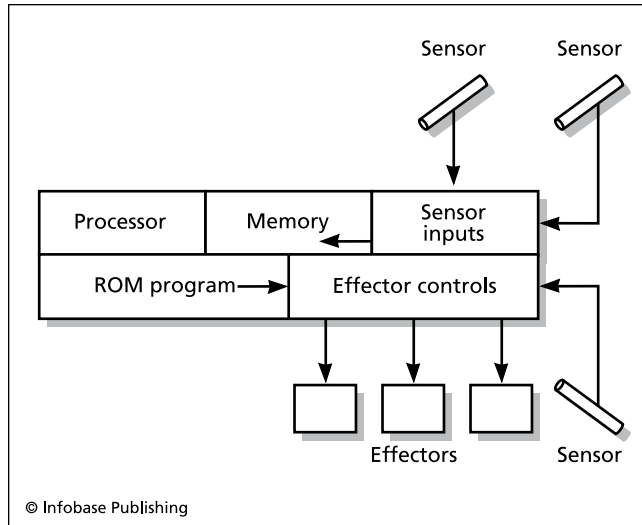 Sensor
Sensor
Processor
Memory
Sensor
inputs
ROM program
Effector controls
Effectors
Sensor
© Infobase Publishing